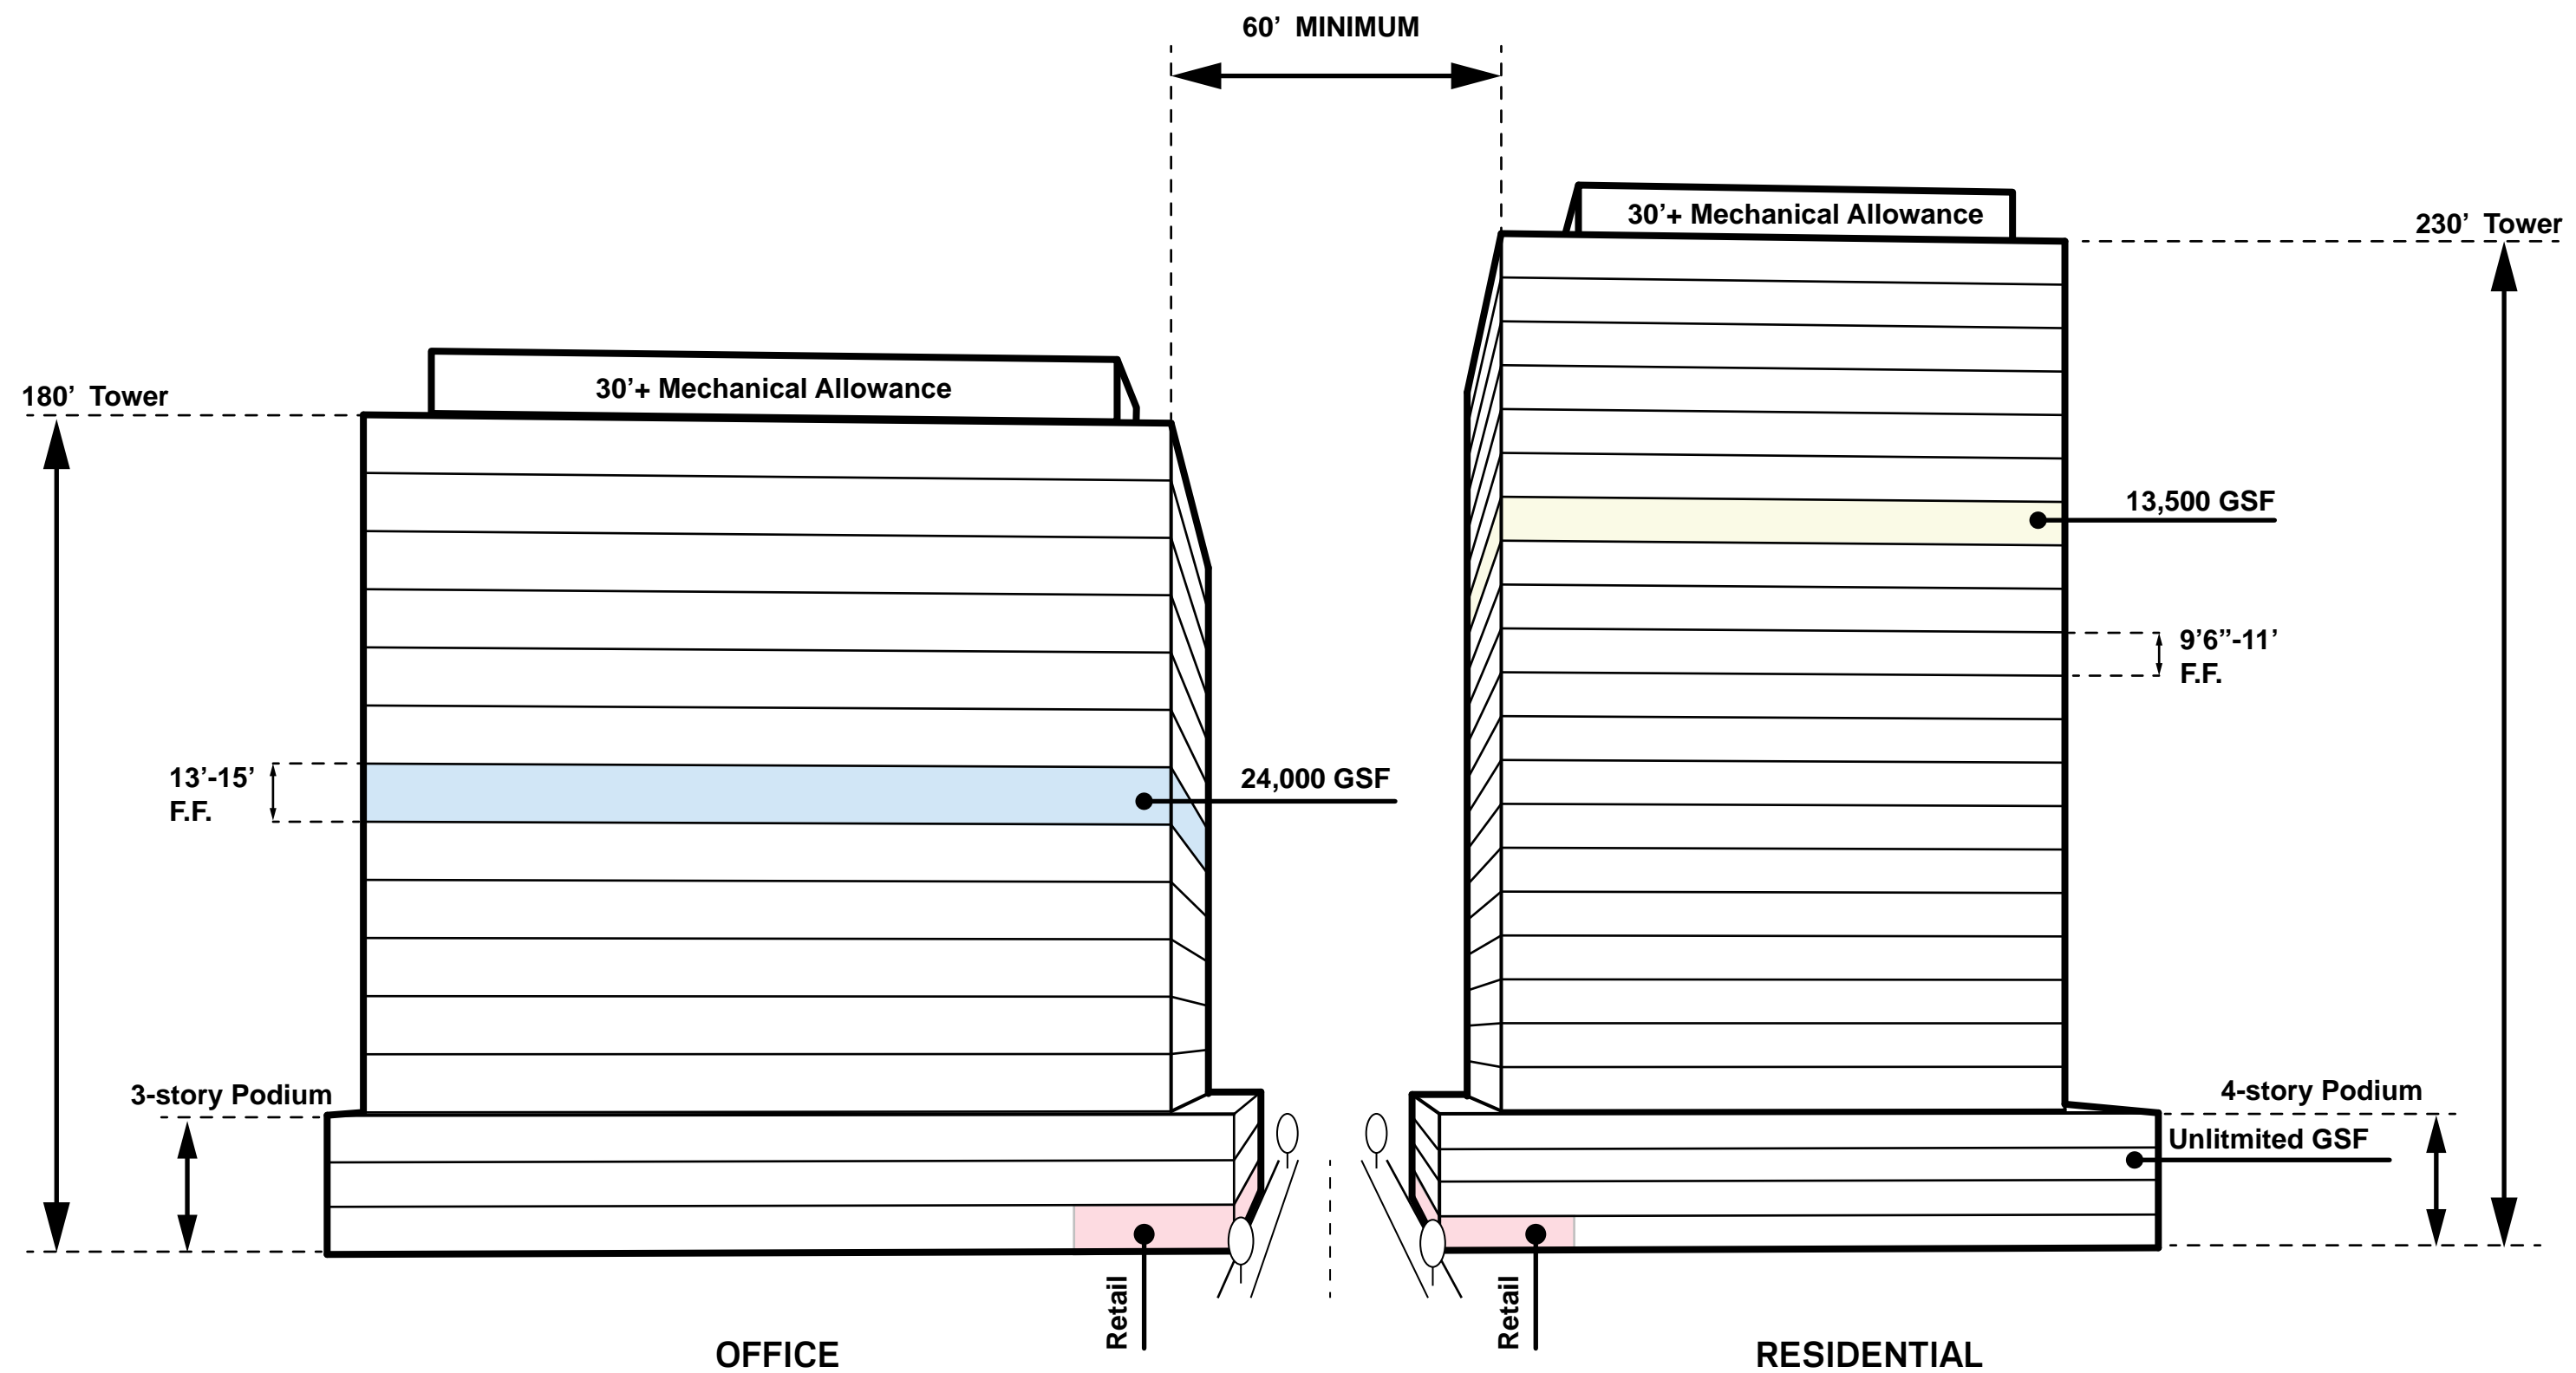 60’ MINIMUM
30’+ Mechanical Allowance
230’ Tower
30’+ Mechanical Allowance
180’ Tower
13,500 GSF
9’6”-11’
F.F.
13’-15’
F.F.
24,000 GSF
3-story Podium
4-story Podium
Unlitmited GSF
Retail
Retail
OFFICE
RESIDENTIAL